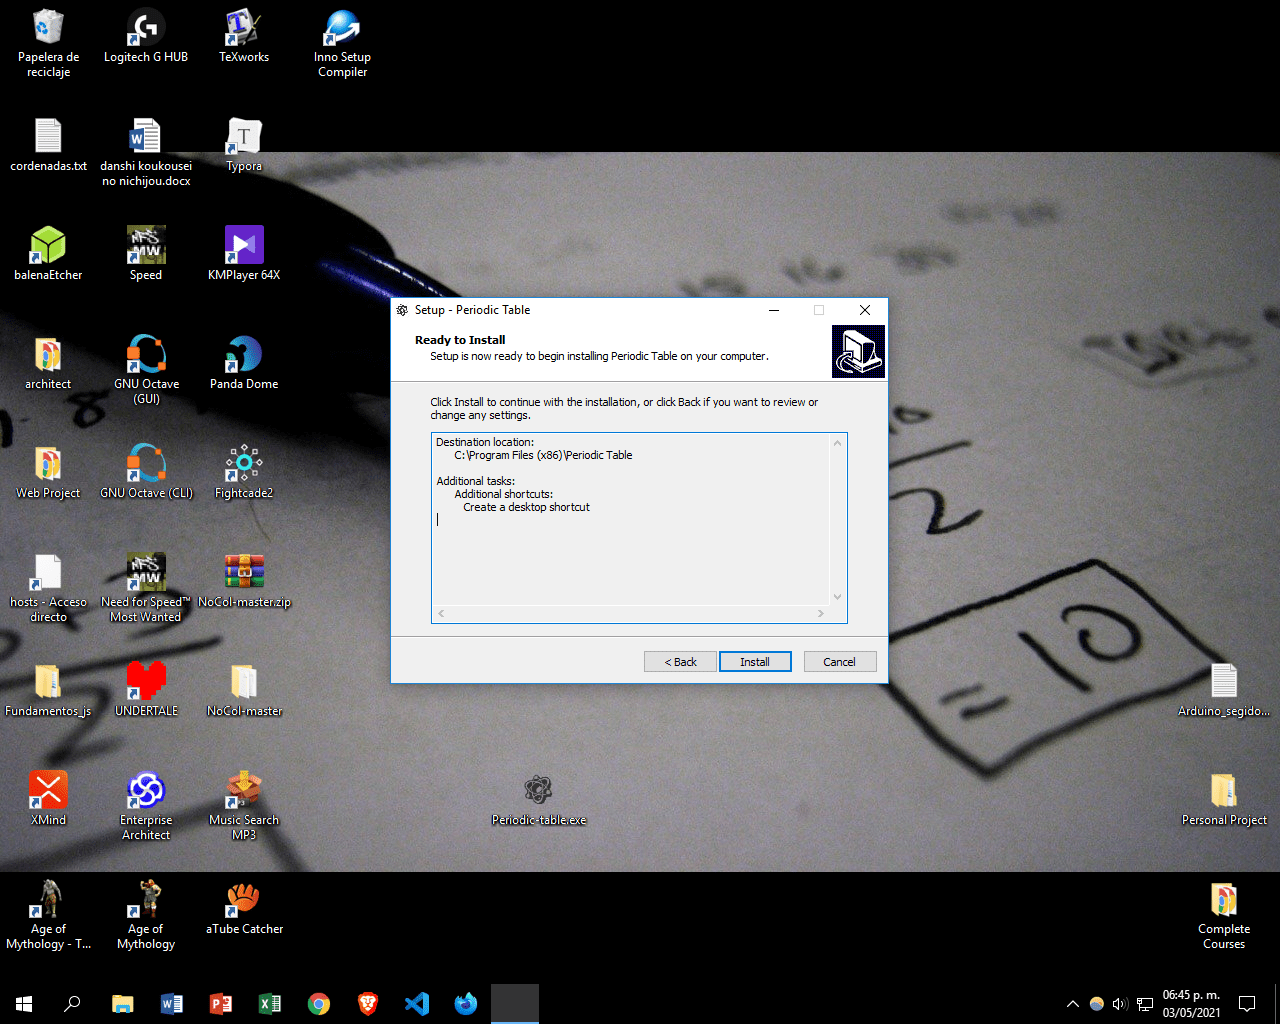 Papelera de
reciclaje
Logitech G HUB
TeXworks
Inno Setup
Compiler
cordenadas.txt
danshi koukousei
no nichijou.docx
Typora
balenaEtcher
Speed
KMPlayer 64X
architect
GNU Octave
(GUI)
Panda Dome
Web Project
GNU Octave (CLI)
Fightcade2
hosts - Acceso
directo
Need for Speed™
Most Wanted
NoCol-master.zip
Fundamentos_js
UNDERTALE
NoCol-master
XMind
Enterprise
Architect
Music Search
MP3
Age of
Mythology - T...
Age of
Mythology
aTube Catcher
Periodic-table.exe
Arduino_segido...
Personal Project
Complete
Courses
Setup - Periodic Table
Ready to Install
Setup is now ready to begin installing Periodic Table on your computer.
Click Install to continue with the installation, or click Back if you want to review or
change any settings.
Destination location:
C:\Program Files (x86)\Periodic Table
Additional tasks:
Additional shortcuts:
Create a desktop shortcut
< Back
Install
Cancel
06:45 p. m.
03/05/2021